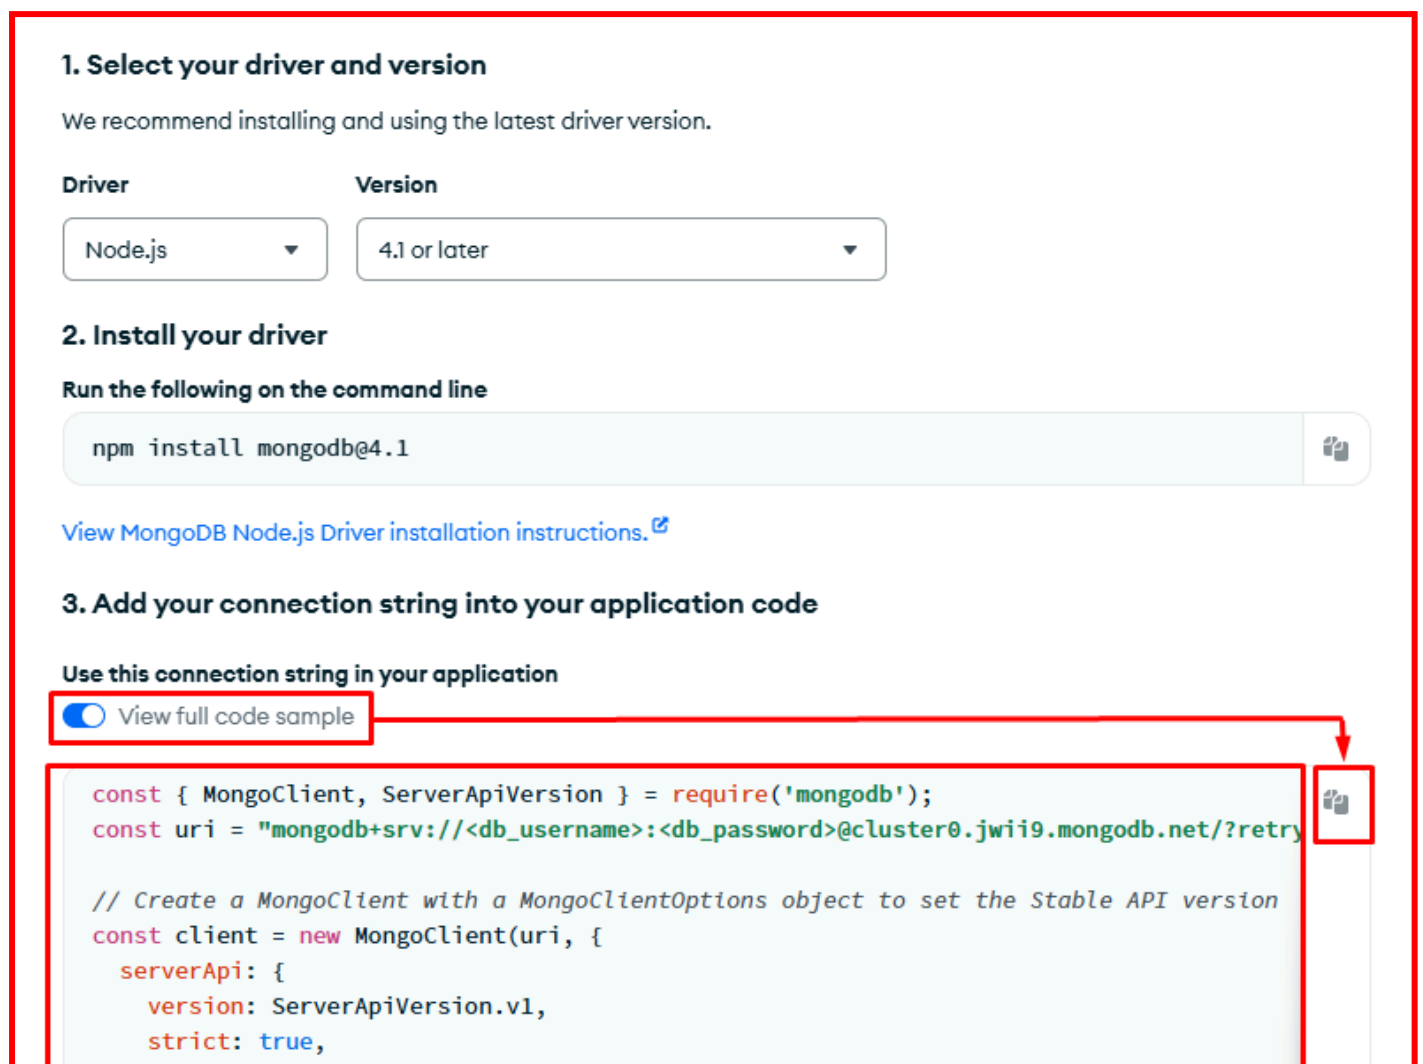 1. Select your driver and version
We recommend installing and using the latest driver version.
Driver Version
Node.js 4.1 or later
2. Install your driver
Run the following on the command line
npm install mongodb@4.1
View MongoDB Node.js Driver installation instructions.
3. Add your connection string into your application code
Use this connection string in your application
View full code sample
const { MongoClient, ServerApiVersion } = require('mongodb');
const uri = "mongodb+srv://<db_username>:<db_password>@cluster0.jwii9.mongodb.net/?retry
// Create a MongoClient with a MongoClientOptions object to set the Stable API version
const client = new MongoClient(uri, {
serverApi: {
version: ServerApiVersion.v1,
strict: true,